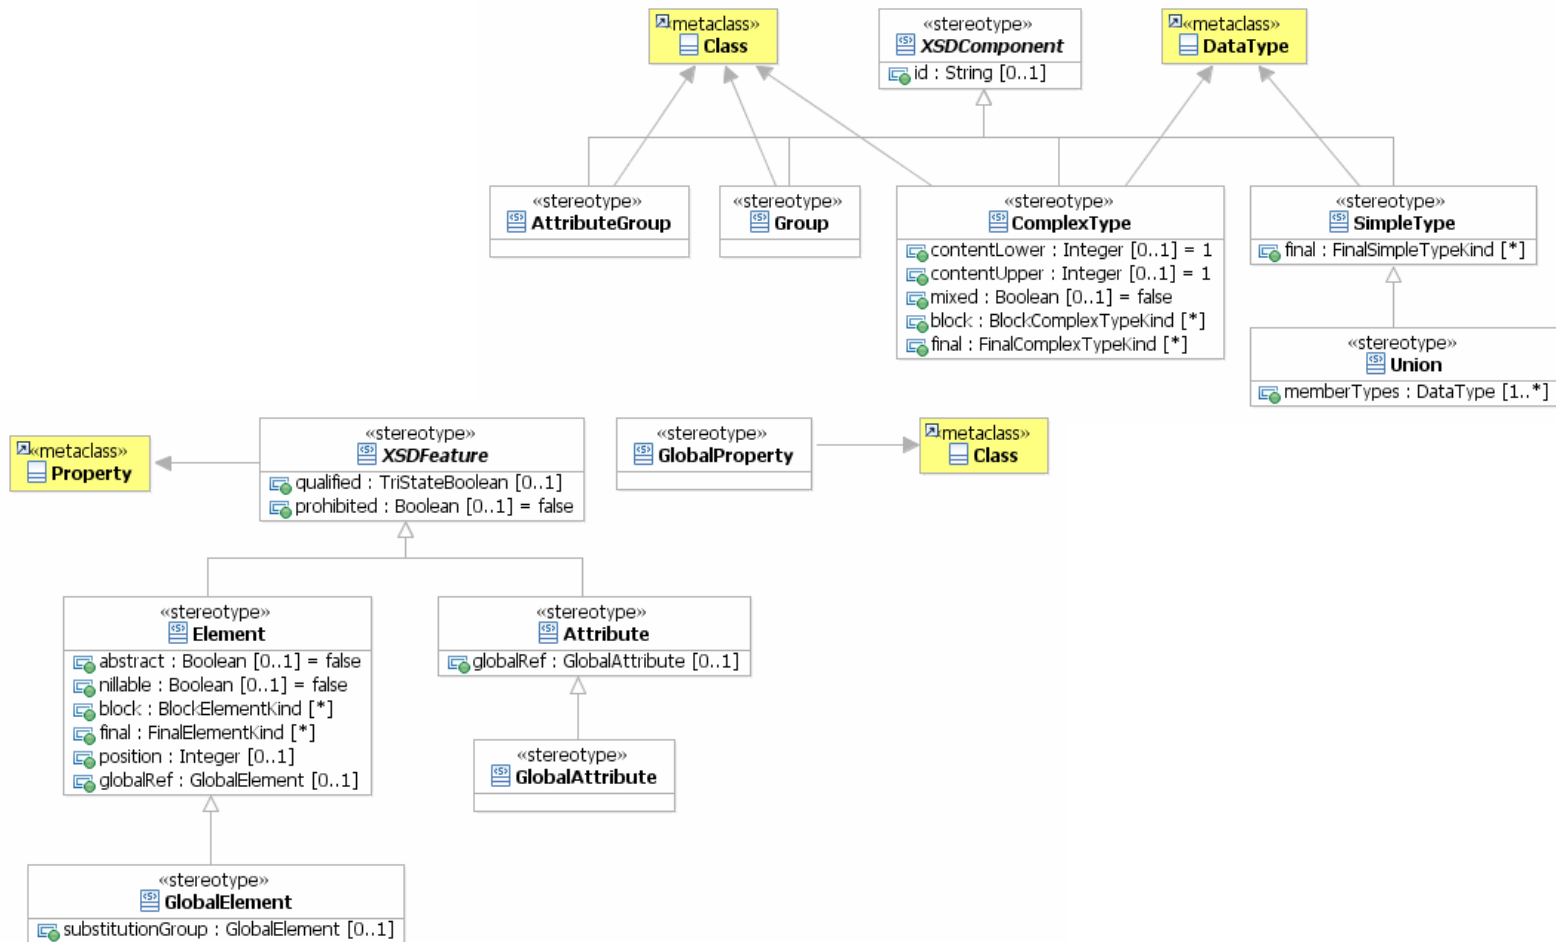 «metaclass»
Class
«stereotype»
XSDComponent
id : String [0..1]
«metaclass»
DataType
«stereotype»
AttributeGroup
«stereotype»
Group
«stereotype»
ComplexType
contentLower : Integer [0..1] = 1
contentUpper : Integer [0..1] = 1
mixed : Boolean [0..1] = false
block : BlockComplexTypeKind [*]
final : FinalComplexTypeKind [*]
«stereotype»
SimpleType
final : FinalSimpleTypeKind [*]
«stereotype»
Union
memberTypes : DataType [1..*]
«metaclass»
Property
«stereotype»
XSDFeature
qualified : TriStateBoolean [0..1]
prohibited : Boolean [0..1] = false
«stereotype»
GlobalProperty
«metaclass»
Class
«stereotype»
Element
abstract : Boolean [0..1] = false
nillable : Boolean [0..1] = false
block : BlockElementKind [*]
final : FinalElementKind [*]
position : Integer [0..1]
globalRef : GlobalElement [0..1]
«stereotype»
Attribute
globalRef : GlobalAttribute [0..1]
«stereotype»
GlobalAttribute
«stereotype»
GlobalElement
substitutionGroup : GlobalElement [0..1]